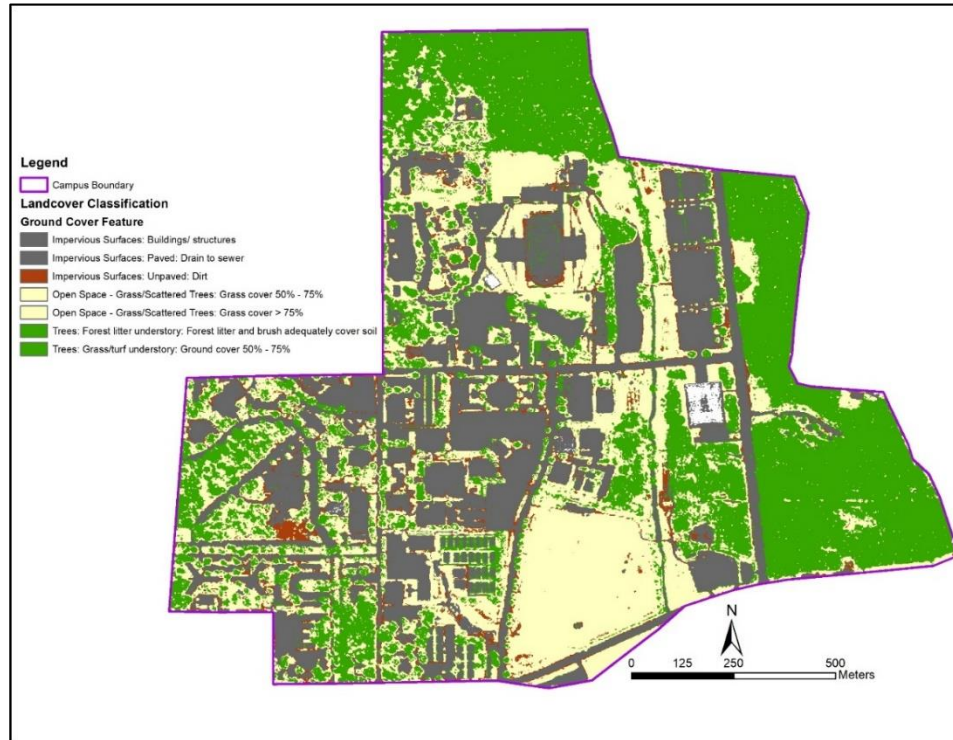 Legend
Campus Boundary
Landcover Classification
Ground Cover Feature
Impervious Surfaces: Buildings/ structures
Impervious Surfaces: Paved: Drain to sewer
Impervious Surfaces: Unpaved: Dirt
Open Space - Grass/Scattered Trees: Grass cover 50% - 75%
Open Space - Grass/Scattered Trees: Grass cover > 75%
Trees: Forest litter understory: Forest litter and brush adequately cover soil
Trees: Grass/turf understory: Ground cover 50% - 75%
N
0 125 250 500
Meters